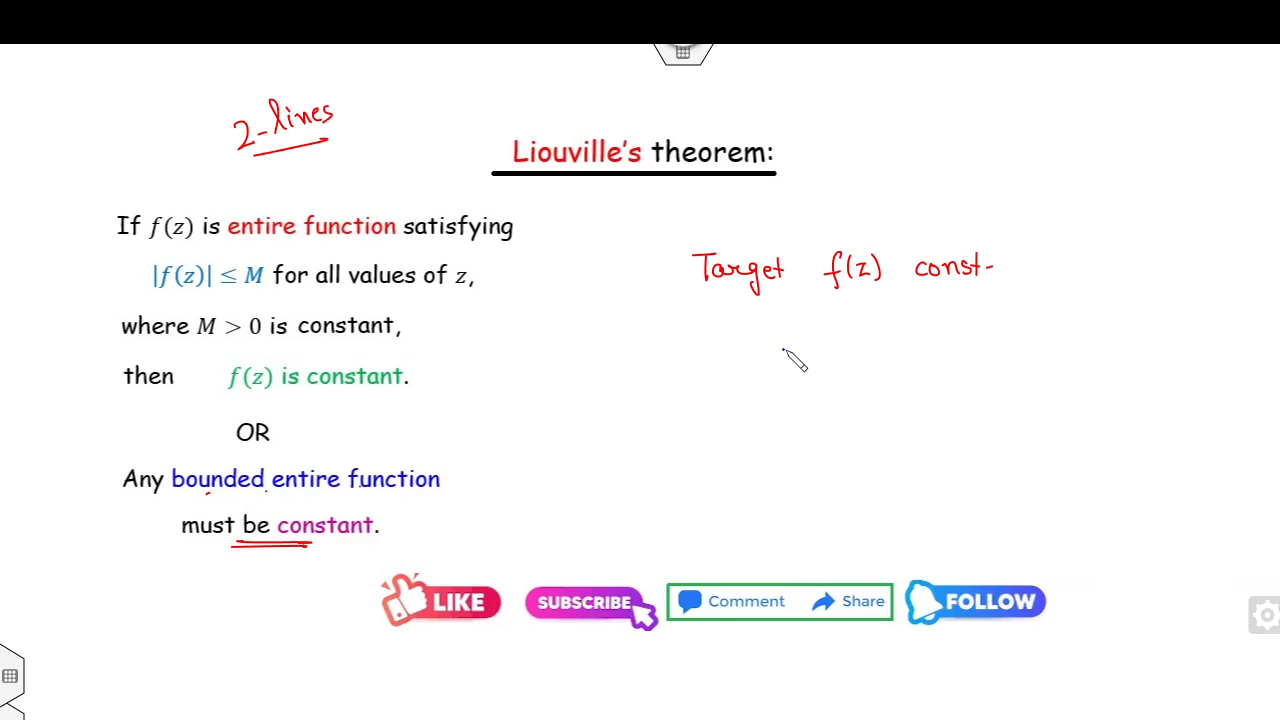 2-lines
Liouville's theorem:
If f(z) is entire function satisfying
|f(z)| ≤ M for all values of z,
where M > 0 is constant,
then f(z) is constant.
OR
Any bounded entire function
must be constant.
Target f(z) const-
LIKE
SUBSCRIBE
Comment Share
FOLLOW